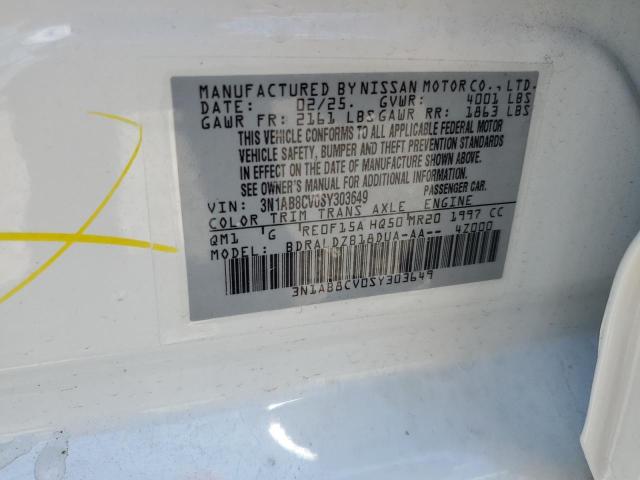 MANUFACTURED BY NISSAN MOTOR CO., LTD.
DATE: 02/25. GVWR: 4001 LBS
GAWR FR: 2161 LBS GAWR RR: 1863 LBS
THIS VEHICLE CONFORMS TO ALL APPLICABLE FEDERAL MOTOR
VEHICLE SAFETY, BUMPER AND THEFT PREVENTION STANDARDS
IN EFFECT ON THE DATE OF MANUFACTURE SHOWN ABOVE.
SEE OWNER'S MANUAL FOR ADDITIONAL INFORMATION.
VIN: 3N1AB8CV0SY303649 PASSENGER CAR.
COLOR TRIM TRANS AXLE ENGINE
QM1 'G RE0F15A HQ50 MR20 1997 CC
MODEL: BDRALDZB18DUA-AA-- 4Z000
3N1AB8CV0SY303649